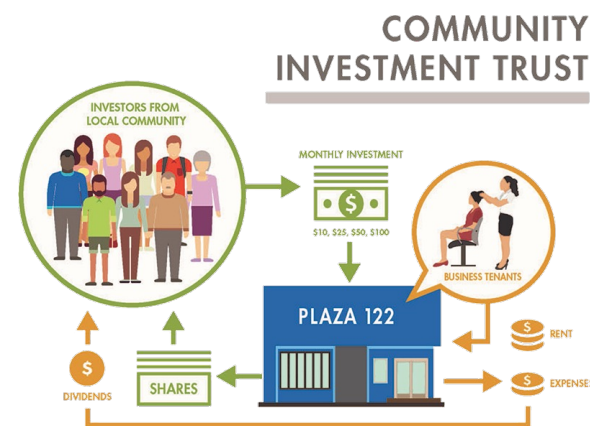 COMMUNITY
INVESTMENT TRUST
INVESTORS FROM
LOCAL COMMUNITY
MONTHLY INVESTMENT
$
$10, $25, $50, $100
BUSINESS TENANTS
PLAZA 122
RENT
$
EXPENSE
$
DIVIDENDS
SHARES